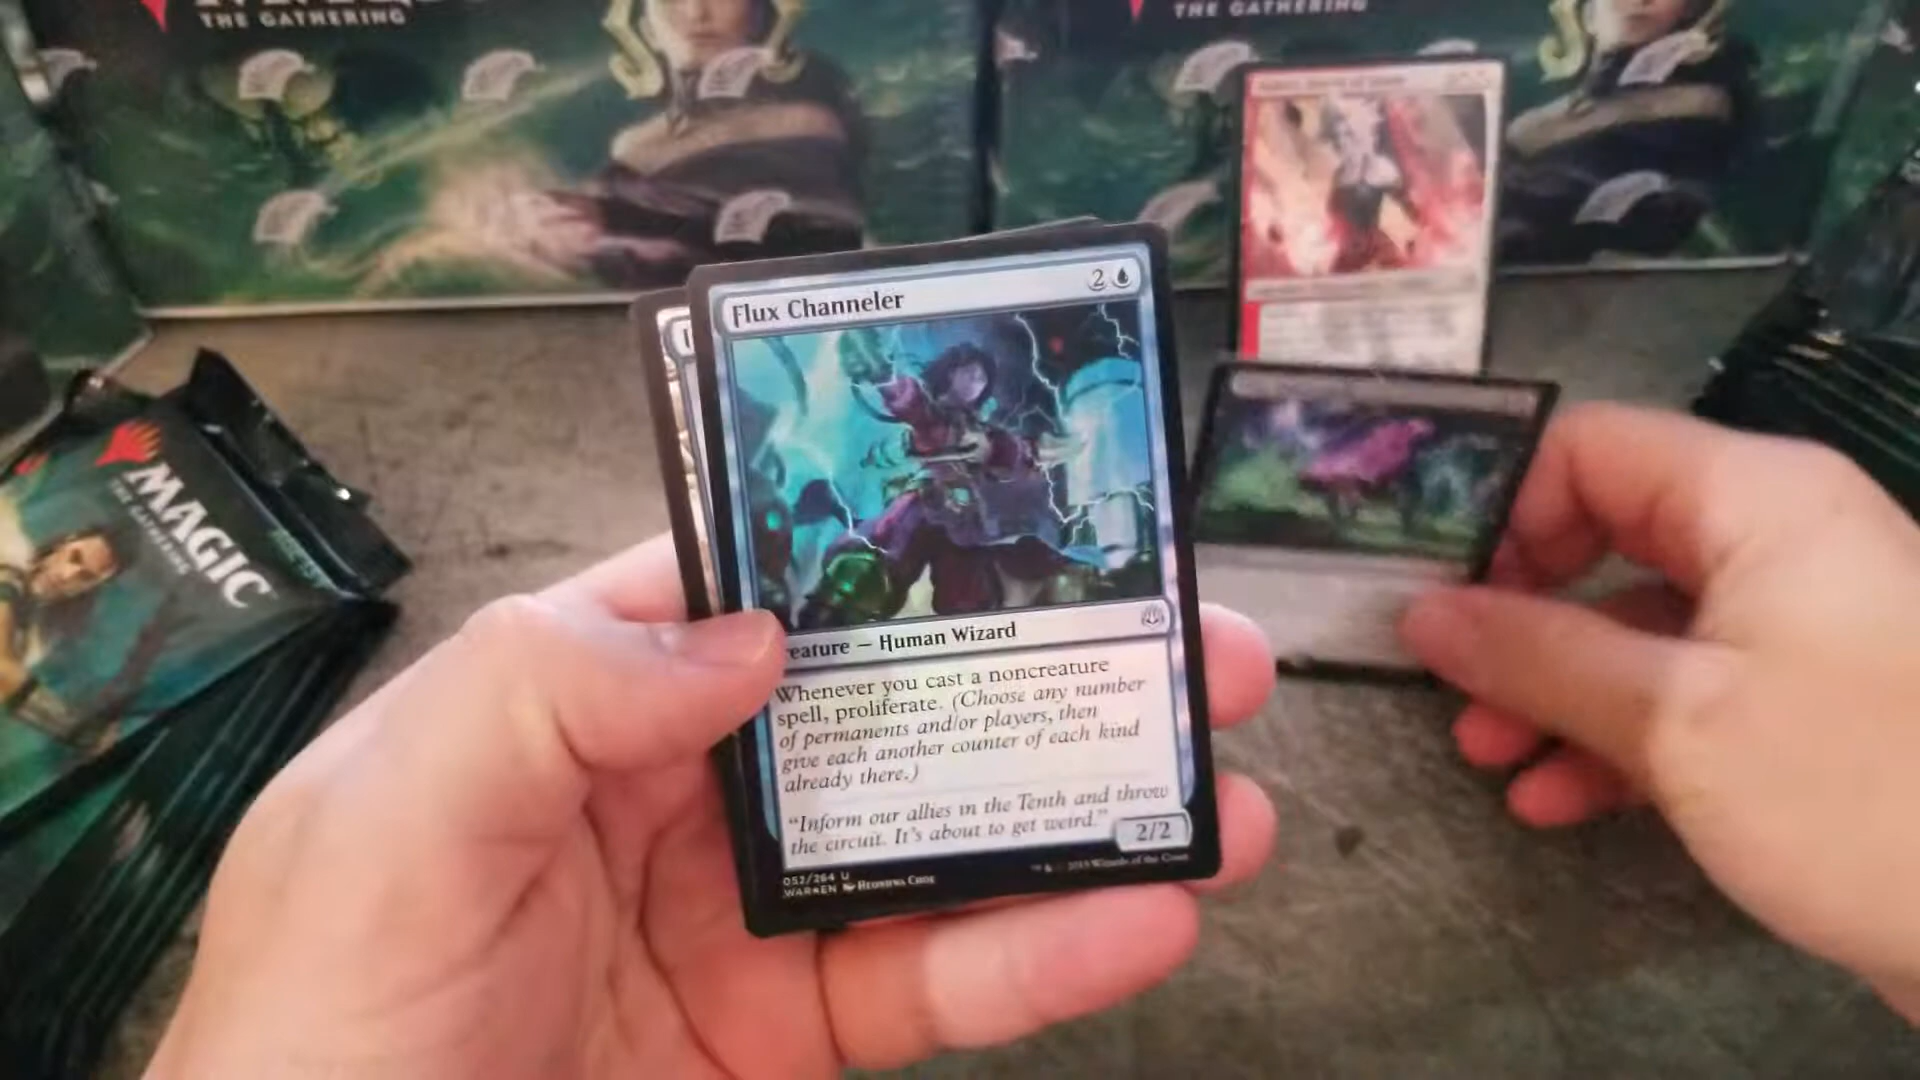 THE GATHERING
THE GATHERING
MAGIC
THE GATHERING
Flux Channeler
2
reature — Human Wizard
Whenever you cast a noncreature
spell, proliferate. (Choose any number
of permanents and/or players, then
give each another counter of each kind
already there.)
“Inform our allies in the Tenth and throw
the circuit. It's about to get weird.”
2/2
052/264 U
WAR EN